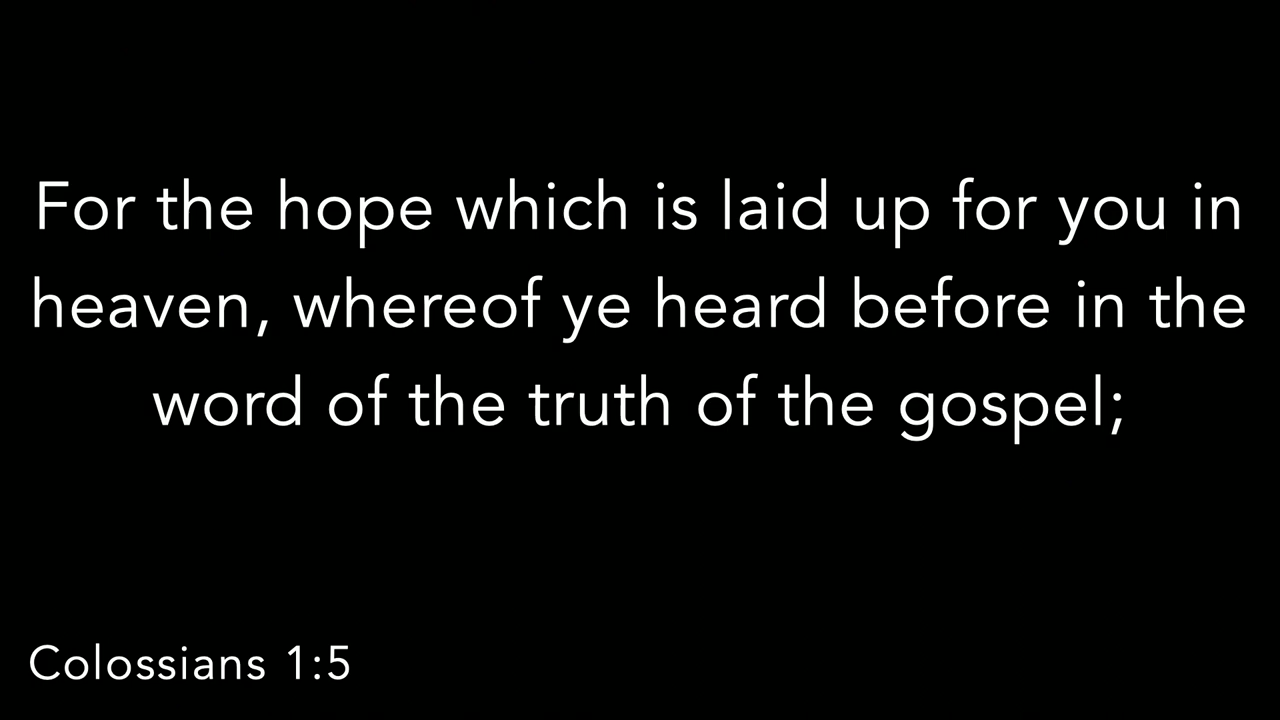 For the hope which is laid up for you in
heaven, whereof ye heard before in the
word of the truth of the gospel;
Colossians 1:5